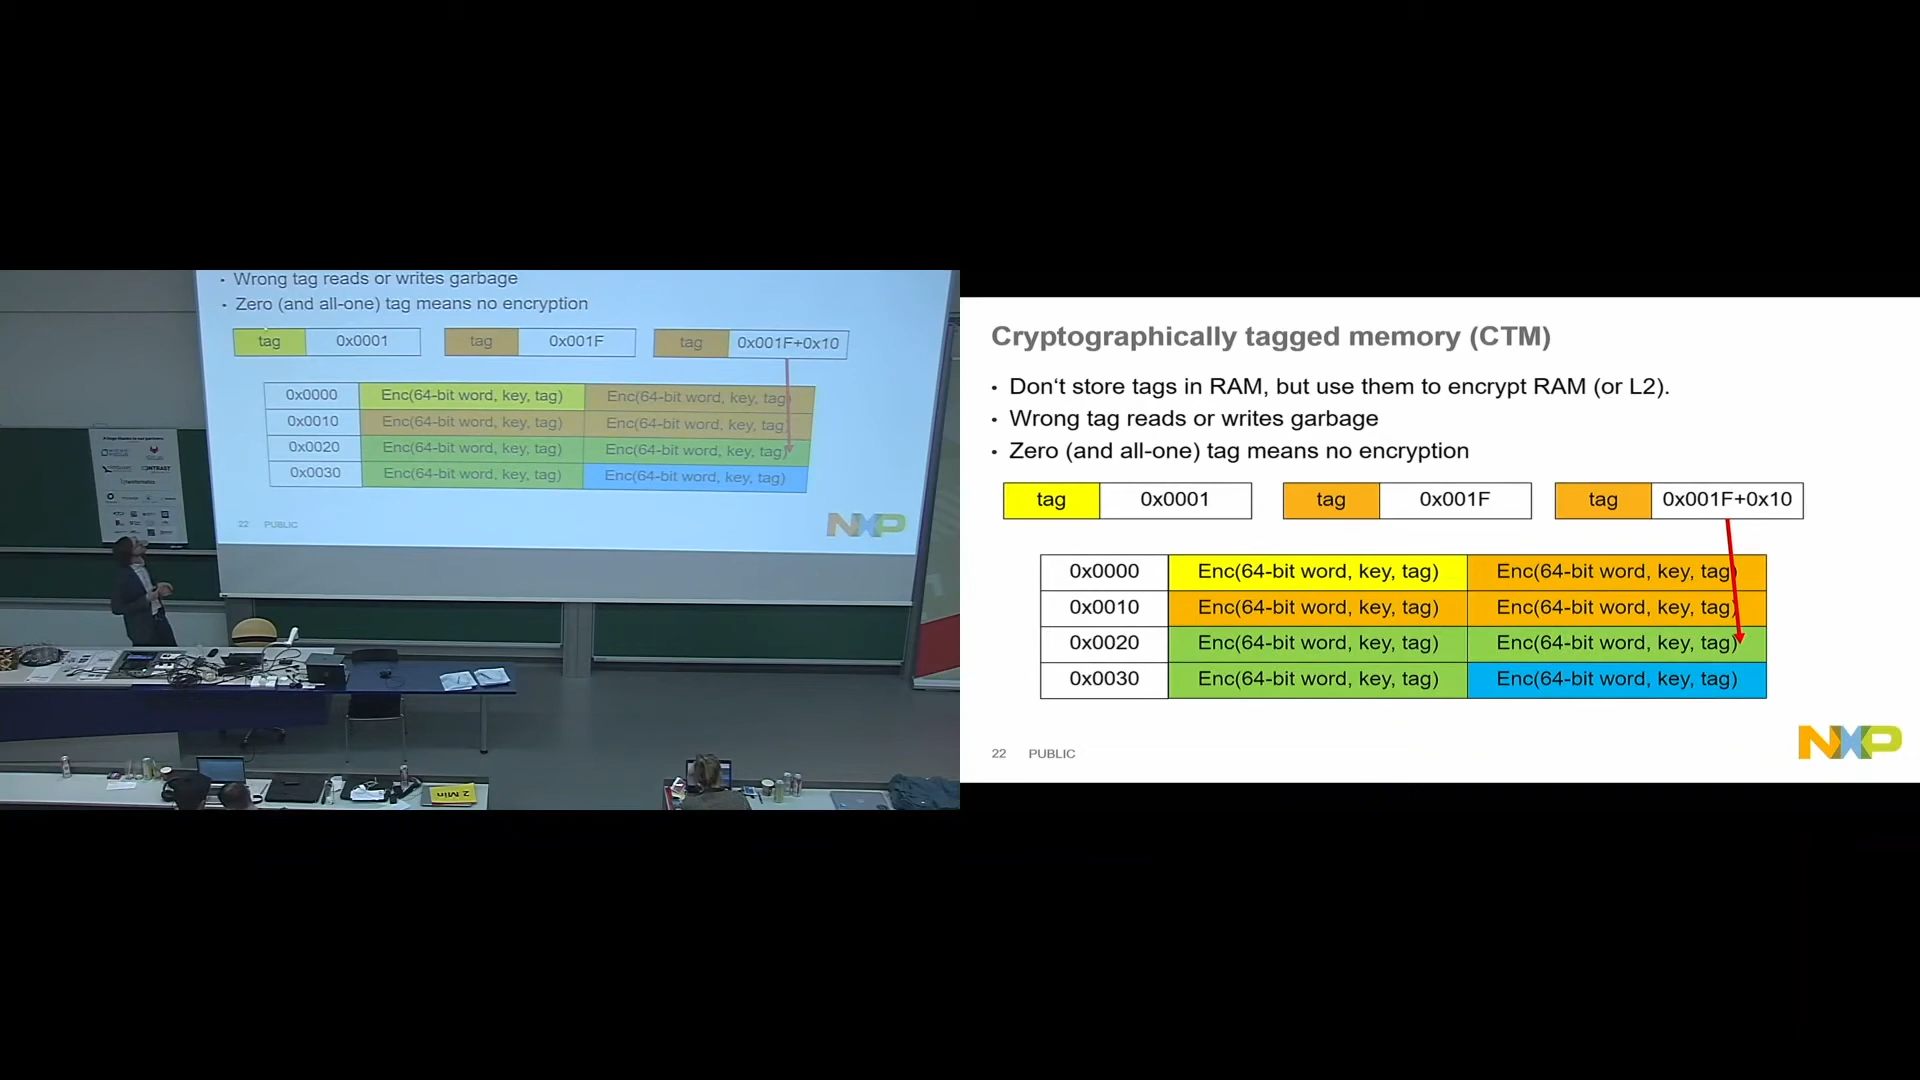 • Wrong tag reads or writes garbage
• Zero (and all-one) tag means no encryption
tag 0x0001 tag 0x001F tag 0x001F+0x10
0x0000 Enc(64-bit word, key, tag) Enc(64-bit word, key, tag)
0x0010 Enc(64-bit word, key, tag) Enc(64-bit word, key, tag)
0x0020 Enc(64-bit word, key, tag) Enc(64-bit word, key, tag)
0x0030 Enc(64-bit word, key, tag) Enc(64-bit word, key, tag)
22 PUBLIC
NXP
2 Min
Cryptographically tagged memory (CTM)
• Don‘t store tags in RAM, but use them to encrypt RAM (or L2).
• Wrong tag reads or writes garbage
• Zero (and all-one) tag means no encryption
tag 0x0001 tag 0x001F tag 0x001F+0x10
0x0000 Enc(64-bit word, key, tag) Enc(64-bit word, key, tag)
0x0010 Enc(64-bit word, key, tag) Enc(64-bit word, key, tag)
0x0020 Enc(64-bit word, key, tag) Enc(64-bit word, key, tag)
0x0030 Enc(64-bit word, key, tag) Enc(64-bit word, key, tag)
22 PUBLIC
NXP